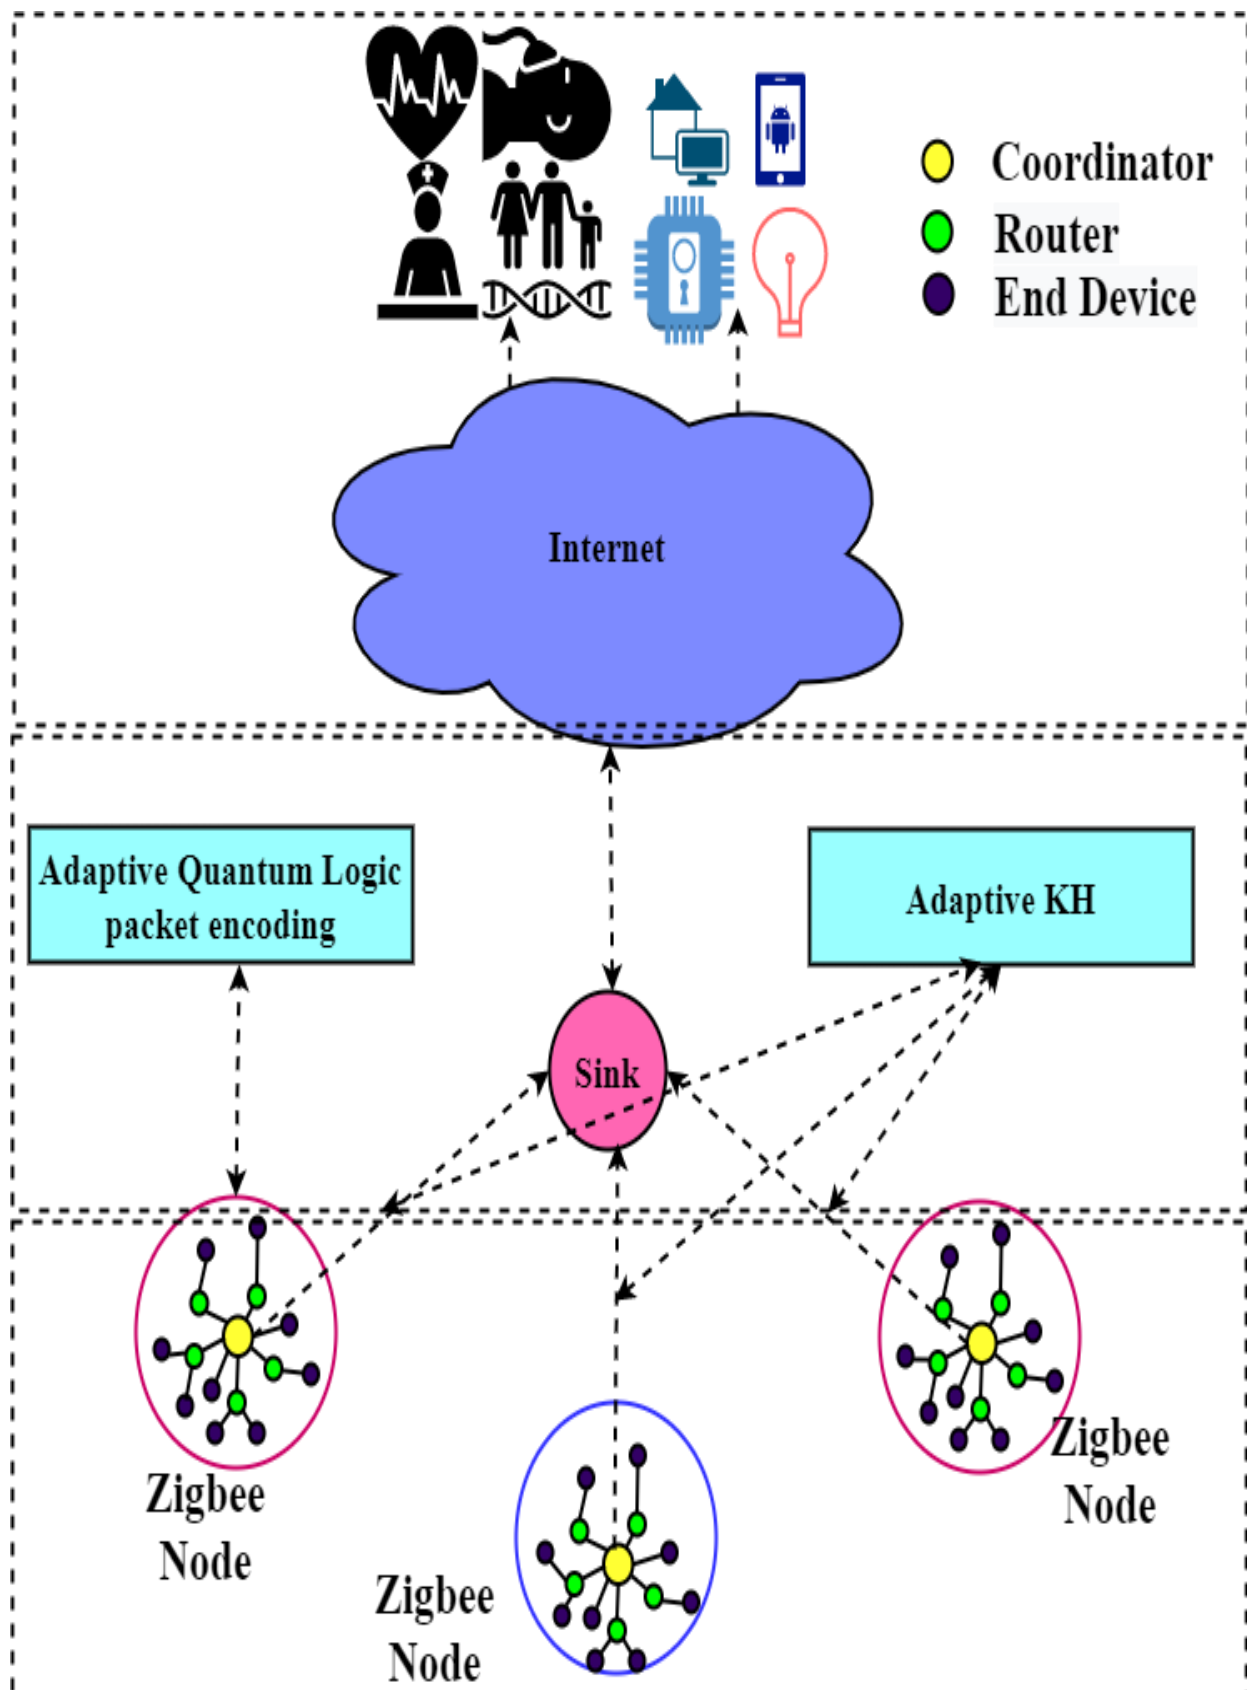 Coordinator
Router
End Device
Internet
Adaptive Quantum Logic
packet encoding
Adaptive KH
Sink
Zigbee
Node
Zigbee
Node
Zigbee
Node